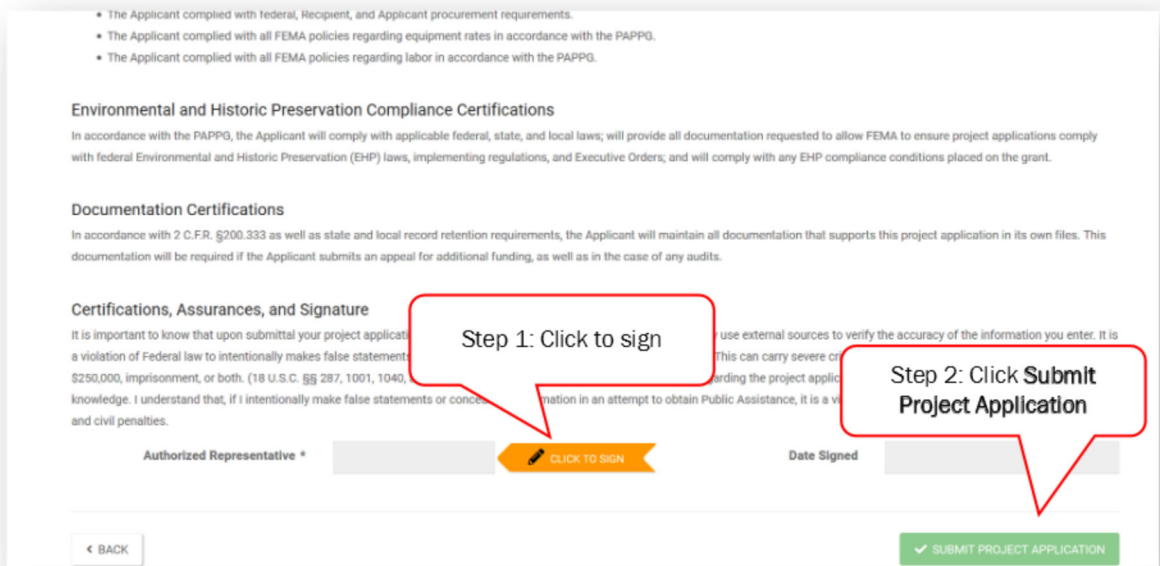 • The Applicant complied with federal, Recipient, and Applicant procurement requirements.
• The Applicant complied with all FEMA policies regarding equipment rates in accordance with the PAPPG.
• The Applicant complied with all FEMA policies regarding labor in accordance with the PAPPG.
Environmental and Historic Preservation Compliance Certifications
In accordance with the PAPPG, the Applicant will comply with applicable federal, state, and local laws; will provide all documentation requested to allow FEMA to ensure project applications comply
with federal Environmental and Historic Preservation (EHP) laws, implementing regulations, and Executive Orders; and will comply with any EHP compliance conditions placed on the grant.
Documentation Certifications
In accordance with 2 C.F.R. §200.333 as well as state and local record retention requirements, the Applicant will maintain all documentation that supports this project application in its own files. This
documentation will be required if the Applicant submits an appeal for additional funding, as well as in the case of any audits.
Certifications, Assurances, and Signature
It is important to know that upon submittal your project use external sources to verify the accuracy of the information you enter. It is
a violation of Federal law to intentionally makes false statements This can carry severe
$250,000, imprisonment, or both. (18 U.S.C. §§ 287, 1001, 1040, the project
knowledge. I understand that, if I intentionally make false statements or in an attempt to obtain Public Assistance, it is a
and civil penalties.
Step 1: Click to sign
Step 2: Click Submit
Project Application
Authorized Representative *
CLICK TO SIGN
Date Signed
BACK
SUBMIT PROJECT APPLICATION